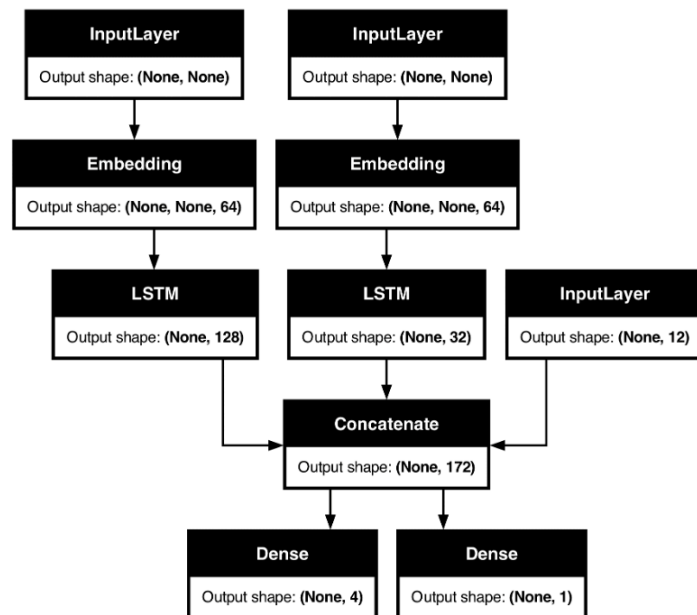 InputLayer
Output shape: (None, None)
InputLayer
Output shape: (None, None)
Embedding
Output shape: (None, None, 64)
Embedding
Output shape: (None, None, 64)
LSTM
Output shape: (None, 128)
LSTM
Output shape: (None, 32)
InputLayer
Output shape: (None, 12)
Concatenate
Output shape: (None, 172)
Dense
Output shape: (None, 4)
Dense
Output shape: (None, 1)